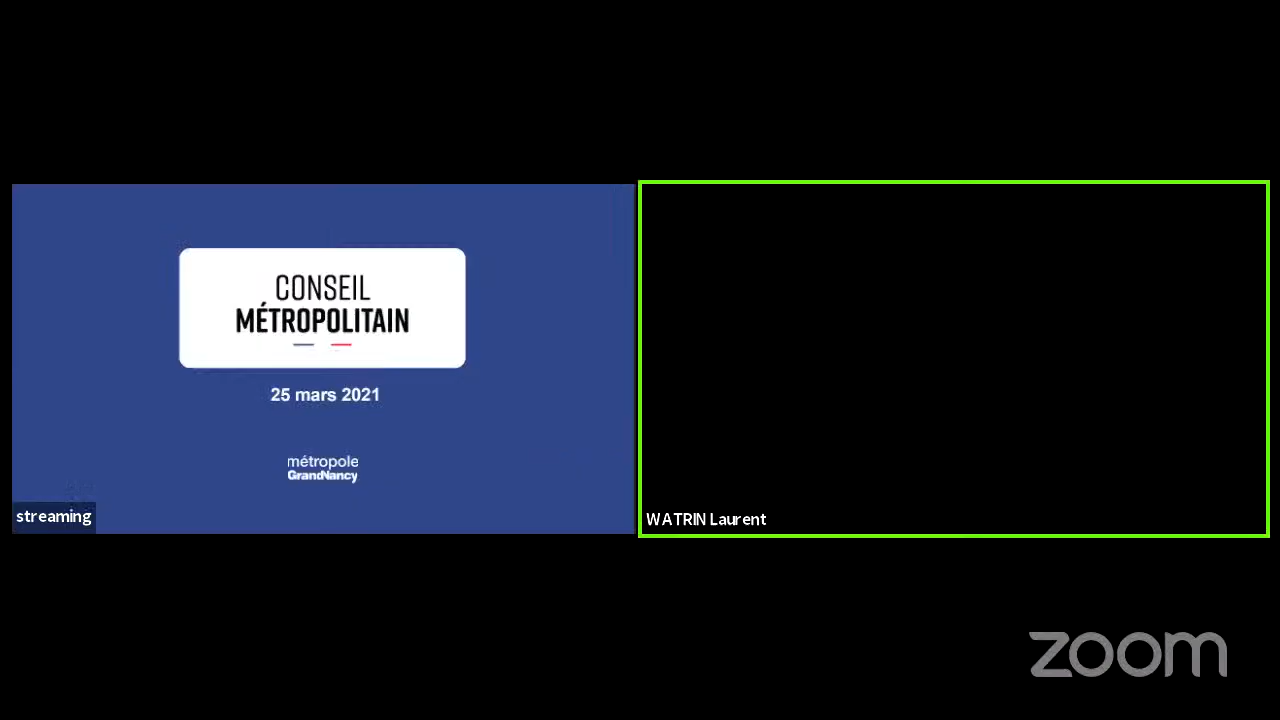 CONSEIL
MÉTROPOLITAIN
25 mars 2021
métropole
GrandNancy
streaming
WATRIN Laurent
zoom